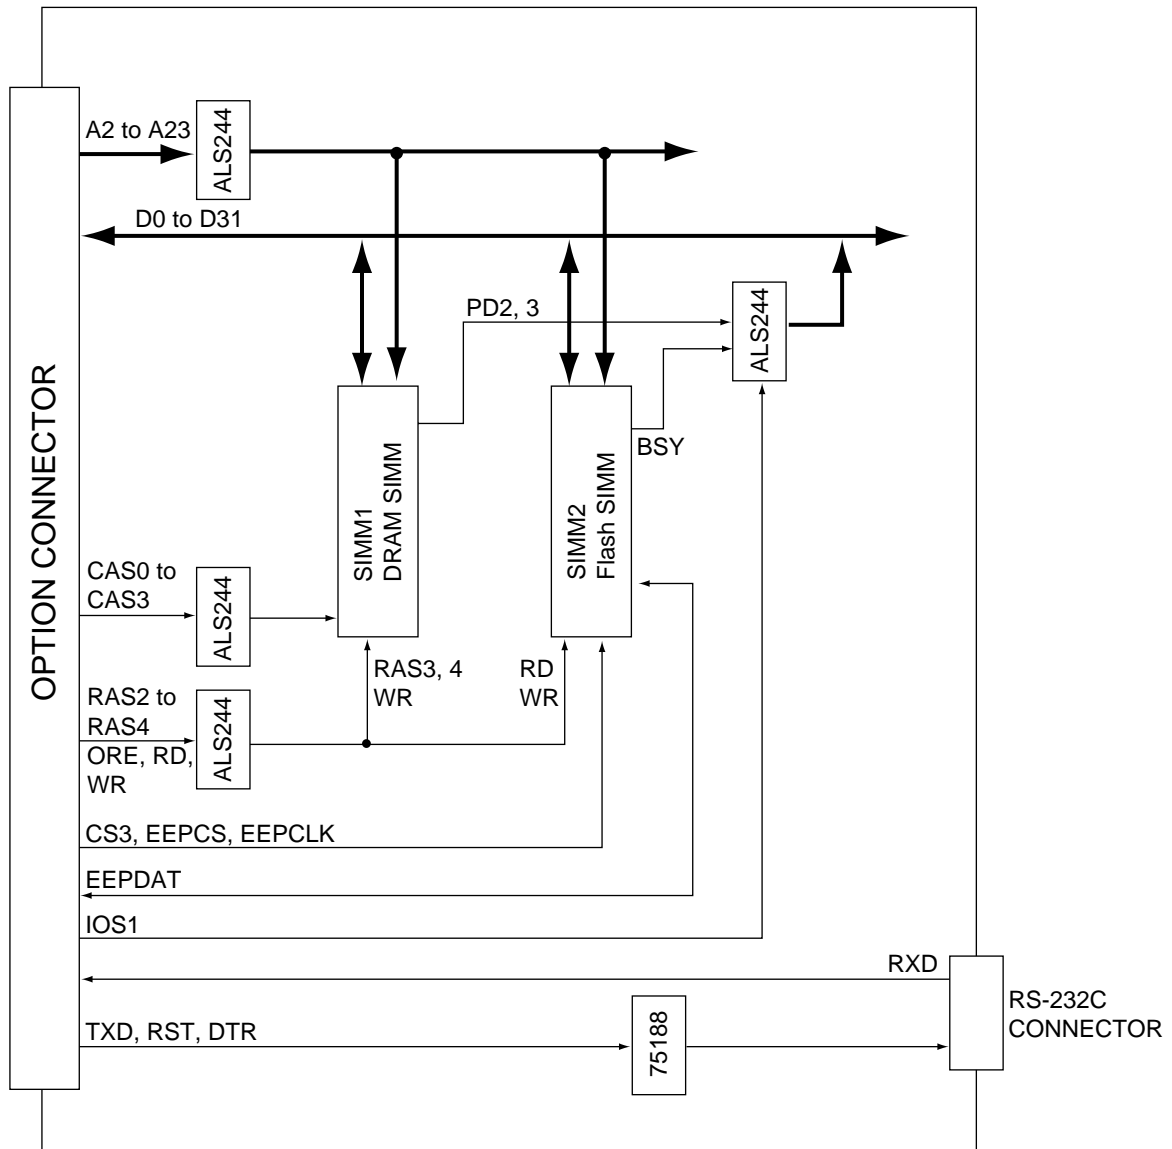 A2 to A23
ALS244
D0 to D31
PD2, 3
ALS244
OPTION CONNECTOR
SIMM1
DRAM SIMM
SIMM2
Flash SIMM
BSY
CAS0 to
CAS3
ALS244
RAS3, 4
WR
RD
WR
RAS2 to
RAS4
ORE, RD,
WR
ALS244
CS3, EEPCS, EEPCLK
EEPDAT
IOS1
RXD
RS-232C
CONNECTOR
TXD, RST, DTR
75188